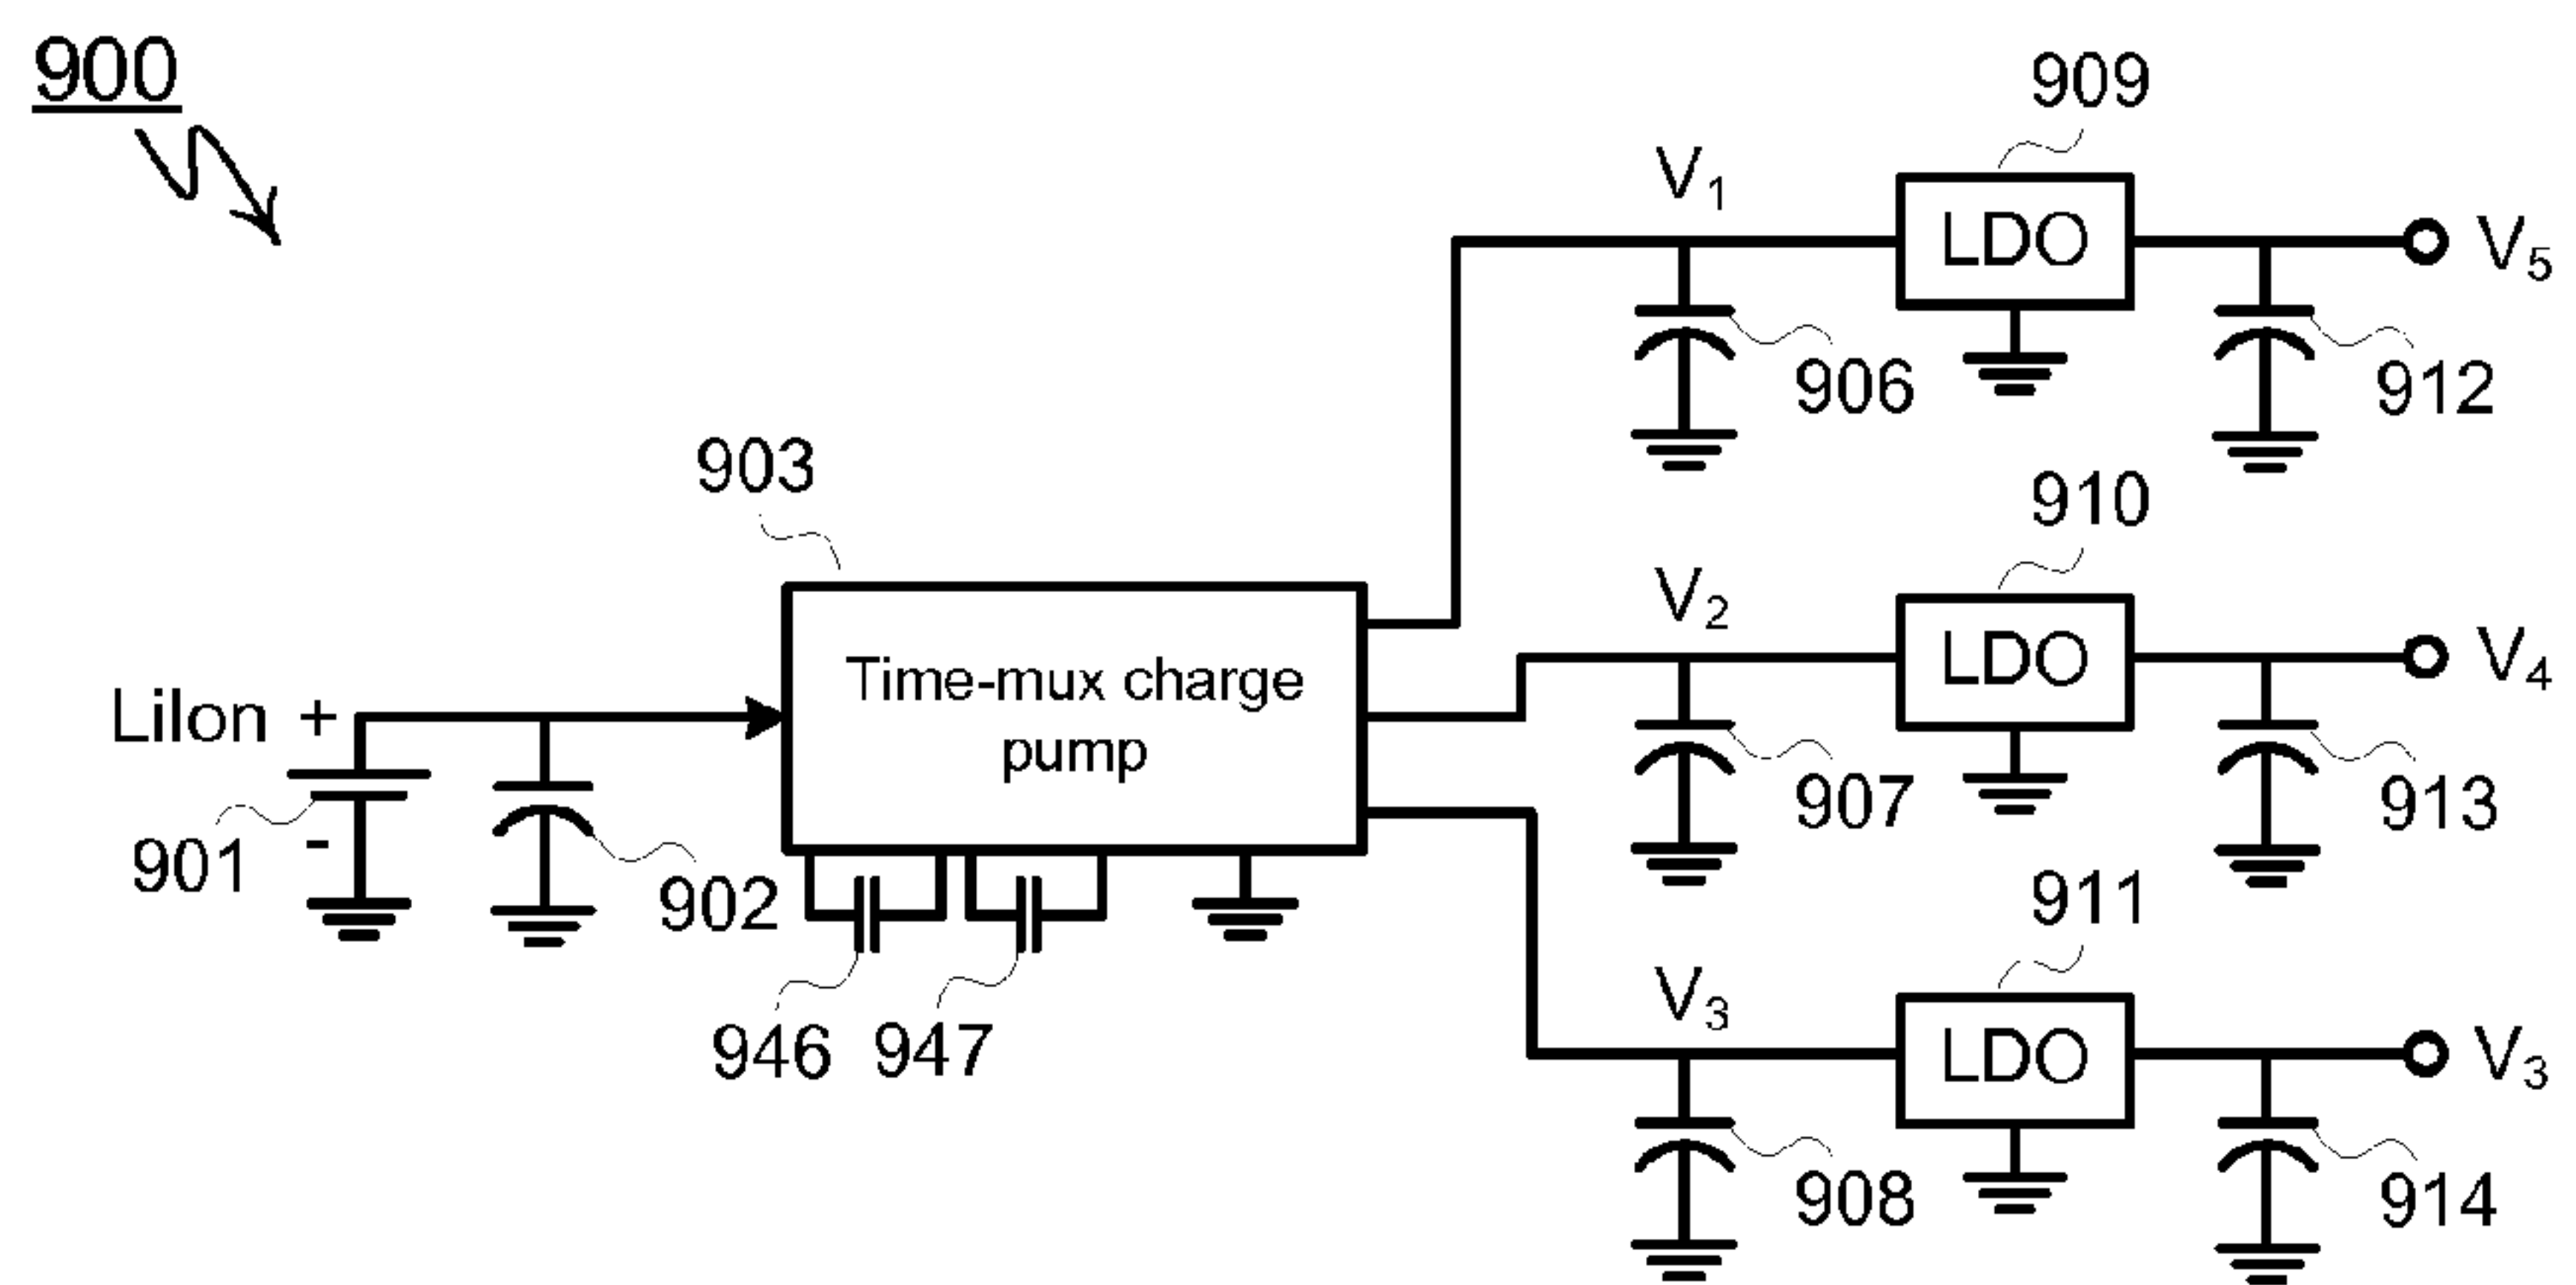 900
909
V1
LDO
V5
906
912
903
910
V2
LDO
V4
Time-mux charge
pump
LiIon +
907
913
901
-
902
911
946
947
V3
LDO
V3
908
914